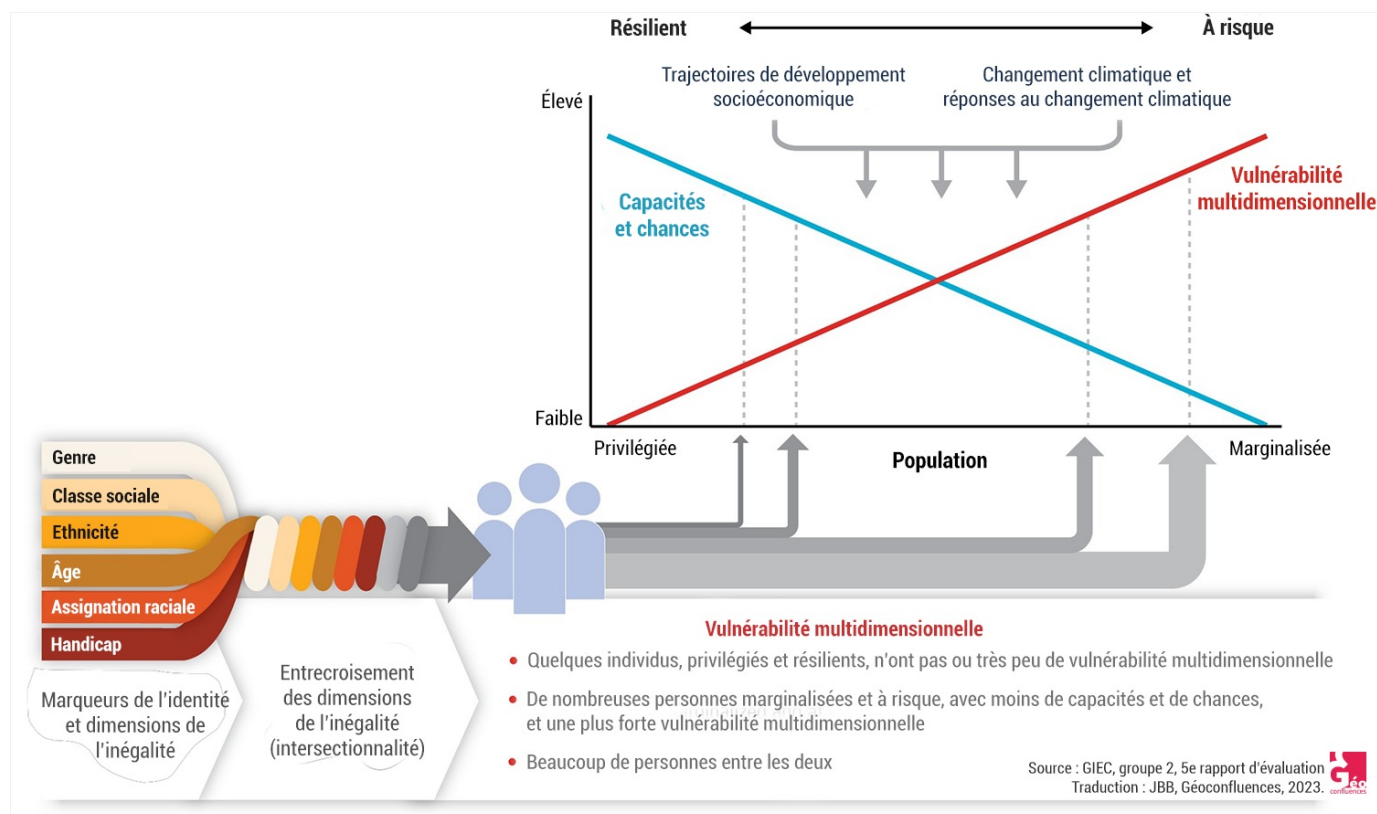 Résilient
À risque
Trajectoires de développement
socioéconomique
Changement climatique et
réponses au changement climatique
Élevé
Capacités
et chances
Vulnérabilité
multidimensionnelle
Faible
Privilégiée
Population
Marginalisée
Genre
Classe sociale
Ethnicité
Âge
Assignation raciale
Handicap
Marqueurs de l'identité
et dimensions de
l'inégalité
Entrecroisement
des dimensions
de l'inégalité
(intersectionnalité)
Vulnérabilité multidimensionnelle
• Quelques individus, privilégiés et résilients, n'ont pas ou très peu de vulnérabilité multidimensionnelle
• De nombreuses personnes marginalisées et à risque, avec moins de capacités et de chances,
et une plus forte vulnérabilité multidimensionnelle
• Beaucoup de personnes entre les deux
Source : GIEC, groupe 2, 5e rapport d'évaluation
Traduction : JBB, Géoconfluences, 2023.
Géo
confluences